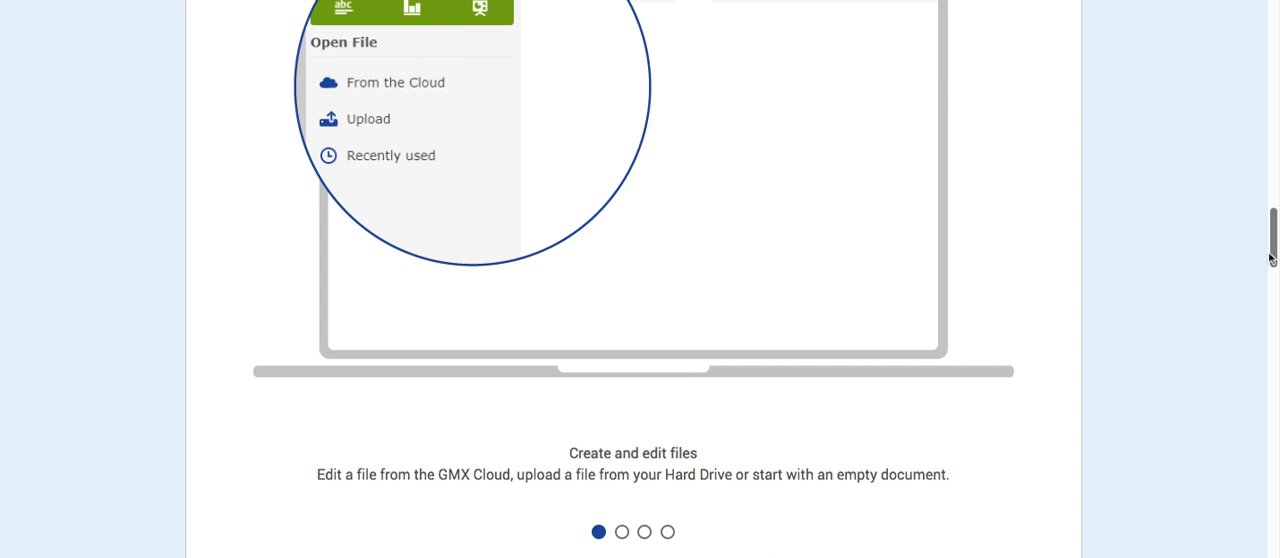 abc
Open File
From the Cloud
Upload
Recently used
Create and edit files
Edit a file from the GMX Cloud, upload a file from your Hard Drive or start with an empty document.